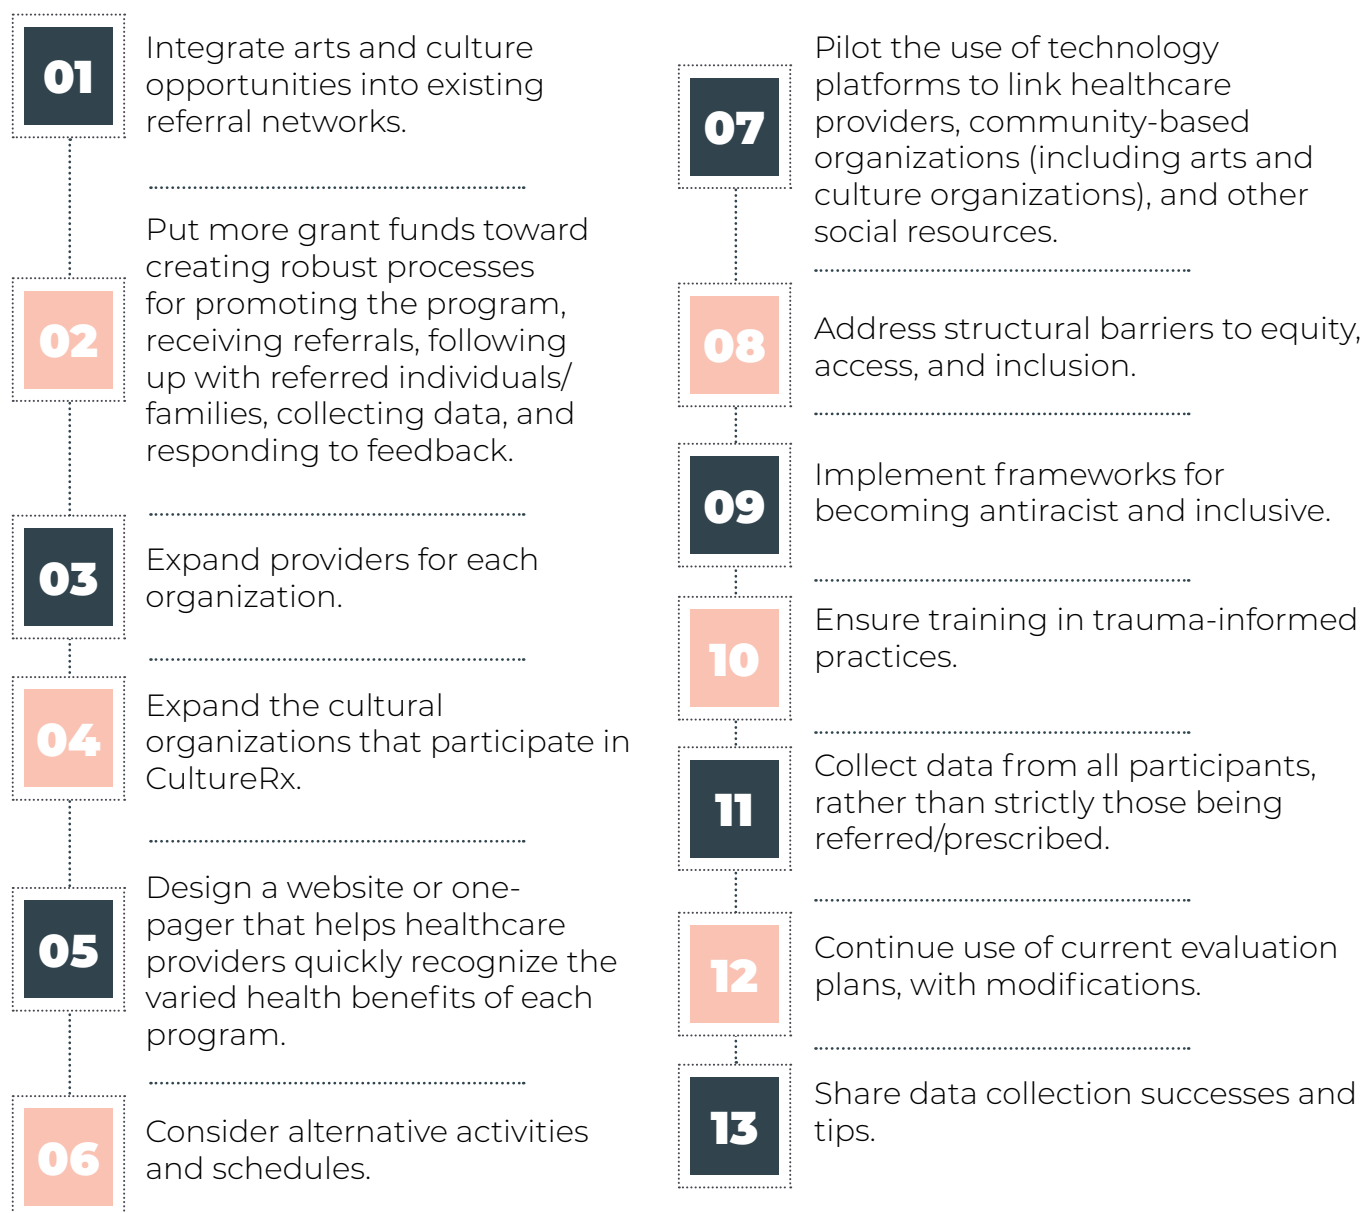 01
Integrate arts and culture
opportunities into existing
referral networks.
02
Put more grant funds toward
creating robust processes
for promoting the program,
receiving referrals, following
up with referred individuals/
families, collecting data, and
responding to feedback.
03
Expand providers for each
organization.
04
Expand the cultural
organizations that participate in
CultureRx.
05
Design a website or one-
pager that helps healthcare
providers quickly recognize the
varied health benefits of each
program.
06
Consider alternative activities
and schedules.
07
Pilot the use of technology
platforms to link healthcare
providers, community-based
organizations (including arts and
culture organizations), and other
social resources.
08
Address structural barriers to equity,
access, and inclusion.
09
Implement frameworks for
becoming antiracist and inclusive.
10
Ensure training in trauma-informed
practices.
11
Collect data from all participants,
rather than strictly those being
referred/prescribed.
12
Continue use of current evaluation
plans, with modifications.
13
Share data collection successes and
tips.